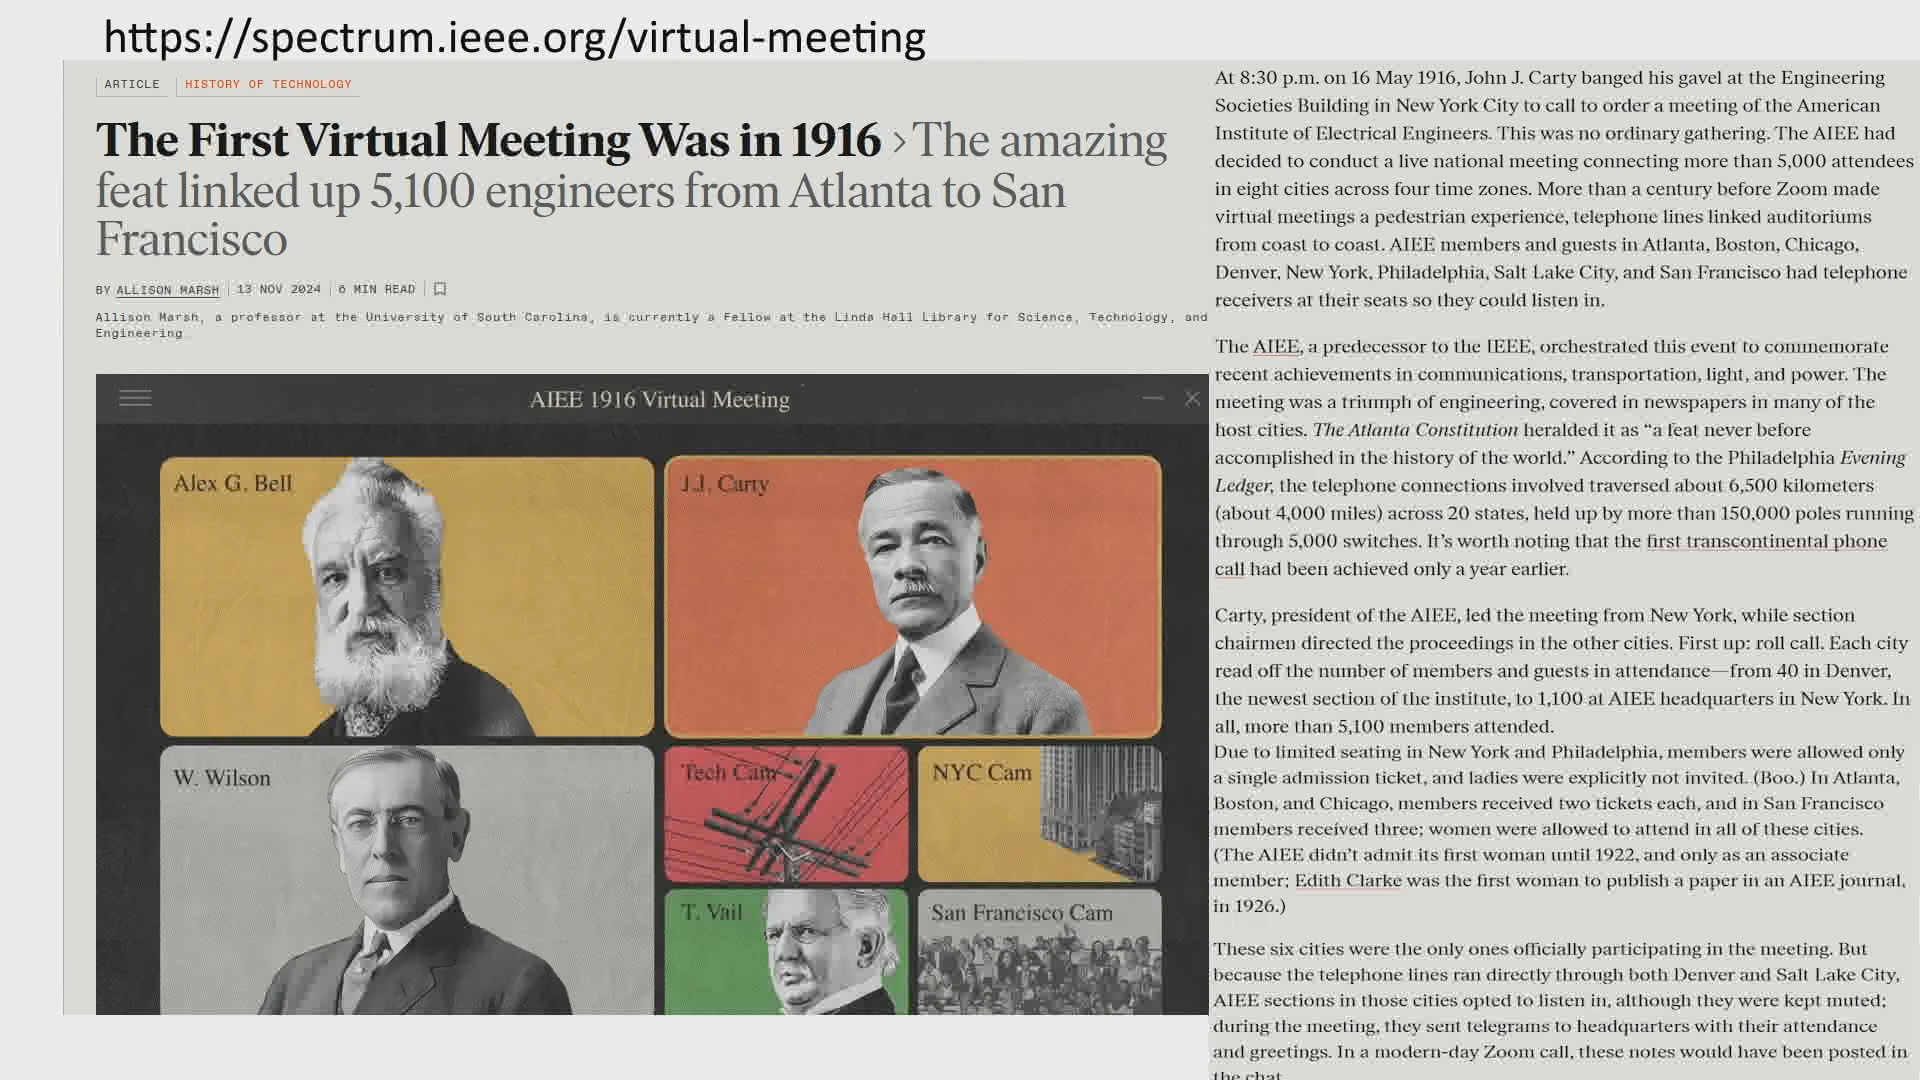 https://spectrum.ieee.org/virtual-meeting
ARTICLE
HISTORY OF TECHNOLOGY
The First Virtual Meeting Was in 1916 › The amazing
feat linked up 5,100 engineers from Atlanta to San
Francisco
BY ALLISON MARSH | 13 NOV 2024 | 6 MIN READ |
Allison Marsh, a professor at the University of South Carolina, is currently a Fellow at the Linda Hall Library for Science, Technology, and
Engineering.
AIEE 1916 Virtual Meeting
Alex G. Bell
J.J. Carty
W. Wilson
Tech Cam
NYC Cam
T. Vail
San Francisco Cam
At 8:30 p.m. on 16 May 1916, John J. Carty banged his gavel at the Engineering
Societies Building in New York City to call to order a meeting of the American
Institute of Electrical Engineers. This was no ordinary gathering. The AIEE had
decided to conduct a live national meeting connecting more than 5,000 attendees
in eight cities across four time zones. More than a century before Zoom made
virtual meetings a pedestrian experience, telephone lines linked auditoriums
from coast to coast. AIEE members and guests in Atlanta, Boston, Chicago,
Denver, New York, Philadelphia, Salt Lake City, and San Francisco had telephone
receivers at their seats so they could listen in.
The AIEE, a predecessor to the IEEE, orchestrated this event to commemorate
recent achievements in communications, transportation, light, and power. The
meeting was a triumph of engineering, covered in newspapers in many of the
host cities. The Atlanta Constitution heralded it as “a feat never before
accomplished in the history of the world.” According to the Philadelphia Evening
Ledger, the telephone connections involved traversed about 6,500 kilometers
(about 4,000 miles) across 20 states, held up by more than 150,000 poles running
through 5,000 switches. It’s worth noting that the first transcontinental phone
call had been achieved only a year earlier.
Carty, president of the AIEE, led the meeting from New York, while section
chairmen directed the proceedings in the other cities. First up: roll call. Each city
read off the number of members and guests in attendance—from 40 in Denver,
the newest section of the institute, to 1,100 at AIEE headquarters in New York. In
all, more than 5,100 members attended.
Due to limited seating in New York and Philadelphia, members were allowed only
a single admission ticket, and ladies were explicitly not invited. (Boo.) In Atlanta,
Boston, and Chicago, members received two tickets each, and in San Francisco
members received three; women were allowed to attend in all of these cities.
(The AIEE didn’t admit its first woman until 1922, and only as an associate
member; Edith Clarke was the first woman to publish a paper in an AIEE journal,
in 1926.)
These six cities were the only ones officially participating in the meeting. But
because the telephone lines ran directly through both Denver and Salt Lake City,
AIEE sections in those cities opted to listen in, although they were kept muted;
during the meeting, they sent telegrams to headquarters with their attendance
and greetings. In a modern-day Zoom call, these notes would have been posted in
the chat